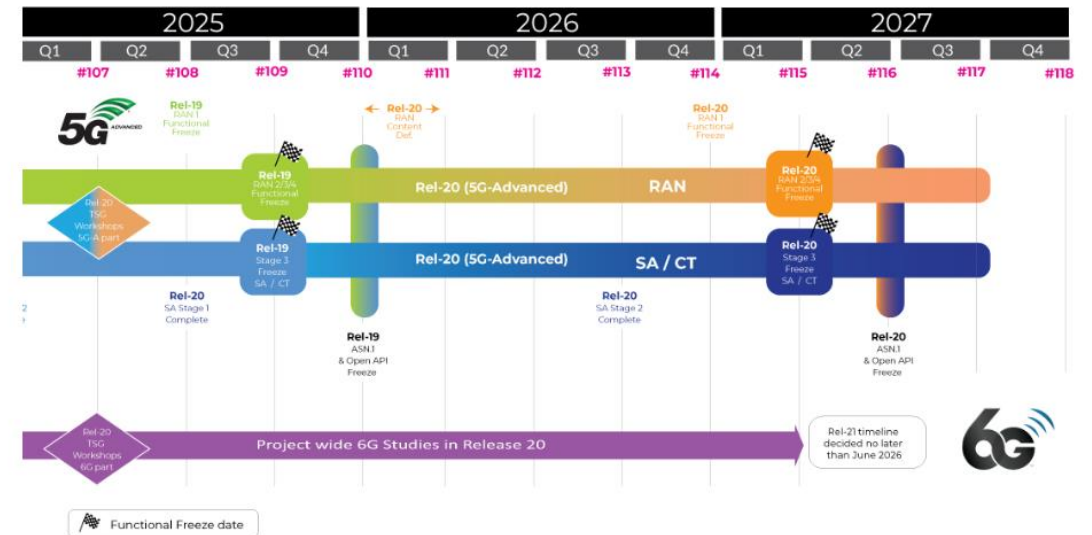 2025 2026 2027
Q1 Q2 Q3 Q4 Q1 Q2 Q3 Q4 Q1 Q2 Q3 Q4
#107 #108 #109 #110 #111 #112 #113 #114 #115 #116 #117 #118
5G ADVANCED
Rel-19
RAN 1
Functional
Freeze
Rel-20
RAN
Content
Def.
Rel-20
RAN 1
Functional
Freeze
Rel-19
RAN 2/3/4
Functional
Freeze
Rel-20 (5G-Advanced)
RAN
Rel-20
RAN 2/3/4
Functional
Freeze
Rel-20
TSG
Workshops
5G-A part
Rel-19
Stage 3
Freeze
SA / CT
Rel-20 (5G-Advanced)
SA / CT
Rel-20
Stage 3
Freeze
SA / CT
2
Rel-20
SA Stage 1
Complete
Rel-20
SA Stage 2
Complete
Rel-19
ASN.1
& Open API
Freeze
Rel-20
ASN.1
& Open API
Freeze
Rel-20
TSG
Workshops
6G part
Project wide 6G Studies in Release 20
Rel-21 timeline
decided no later
than June 2026
6G
Functional Freeze date